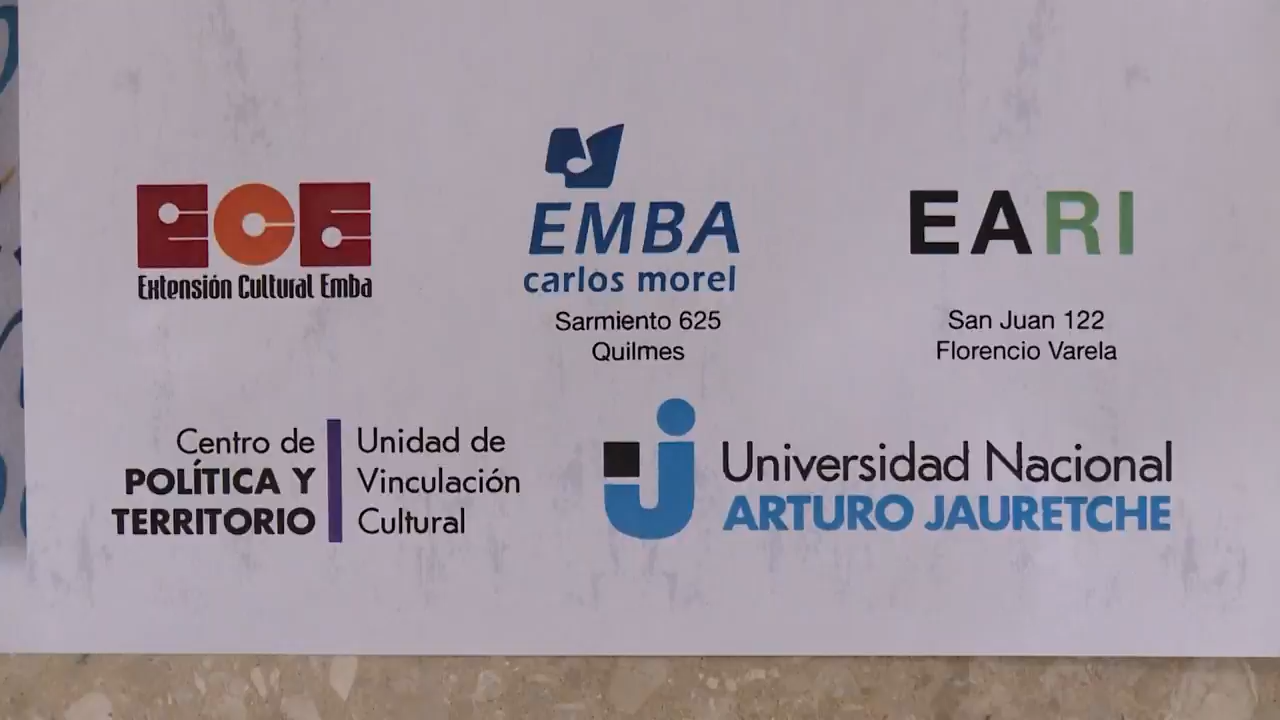 ECE
Extensión Cultural Emba
EMBA
carlos morel
Sarmiento 625
Quilmes
EARI
San Juan 122
Florencio Varela
Centro de
POLÍTICA Y
TERRITORIO
Unidad de
Vinculación
Cultural
Universidad Nacional
ARTURO JAURETCHE